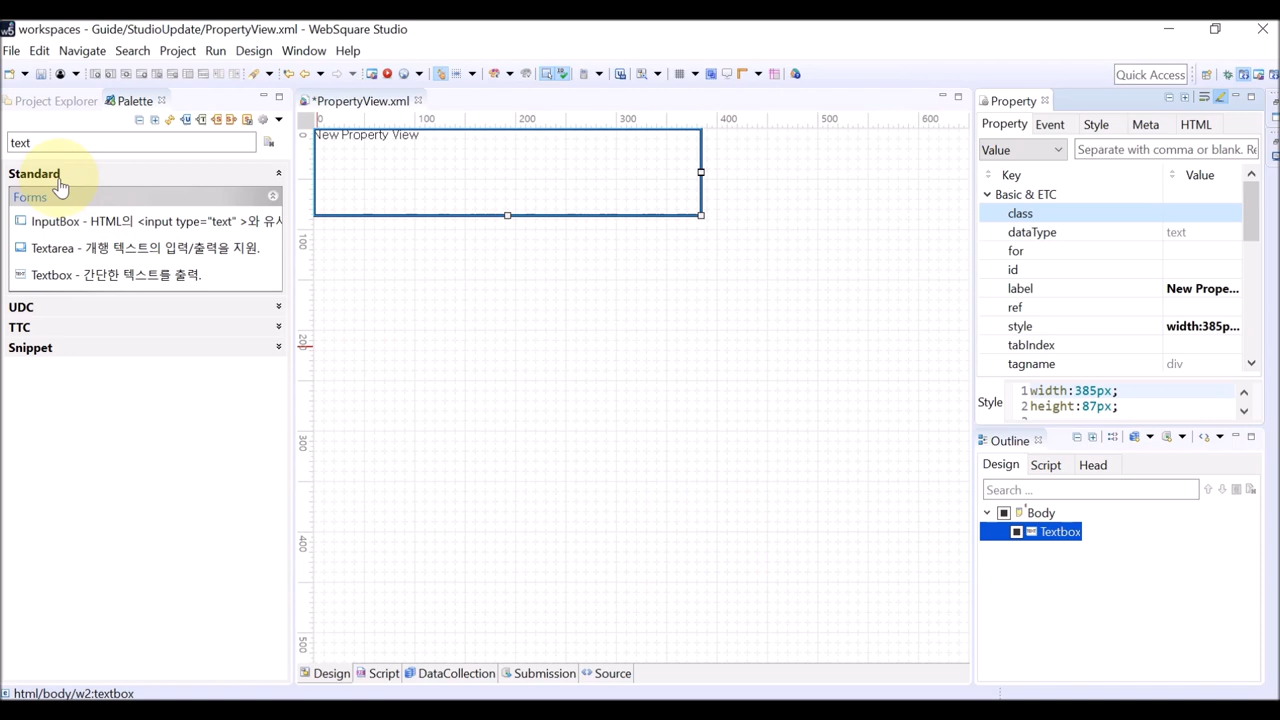 workspaces - Guide/StudioUpdate/PropertyView.xml - WebSquare Studio
File Edit Navigate Search Project Run Design Window Help
Quick Access
Project Explorer Palette
text
Standard
Forms
InputBox - HTML의 <input type="text" >와 유사
Textarea - 개행 텍스트의 입력/출력을 지원.
Textbox - 간단한 텍스트를 출력.
UDC
TTC
Snippet
*PropertyView.xml
0 100 200 300 400 500 600
0
100
200
300
400
500
New Property View
Design Script DataCollection Submission Source
Property
Property Event Style Meta HTML
Value Separate with comma or blank. Re
Key Value
Basic & ETC
class
dataType text
for
id
label New Prope...
ref
style width:385p...
tabIndex
tagname div
Style
1 width:385px;
2 height:87px;
Outline
Design Script Head
Search ...
Body
Textbox
html/body/w2:textbox